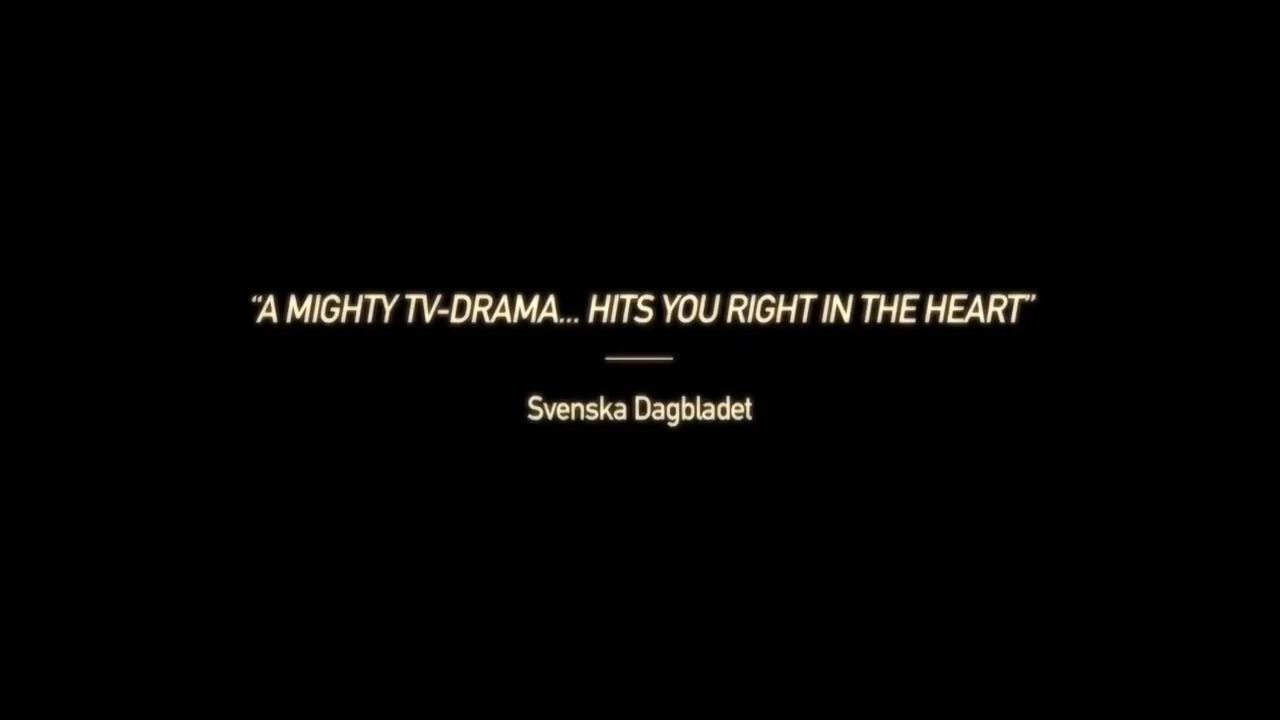 “A MIGHTY TV-DRAMA... HITS YOU RIGHT IN THE HEART”
Svenska Dagbladet